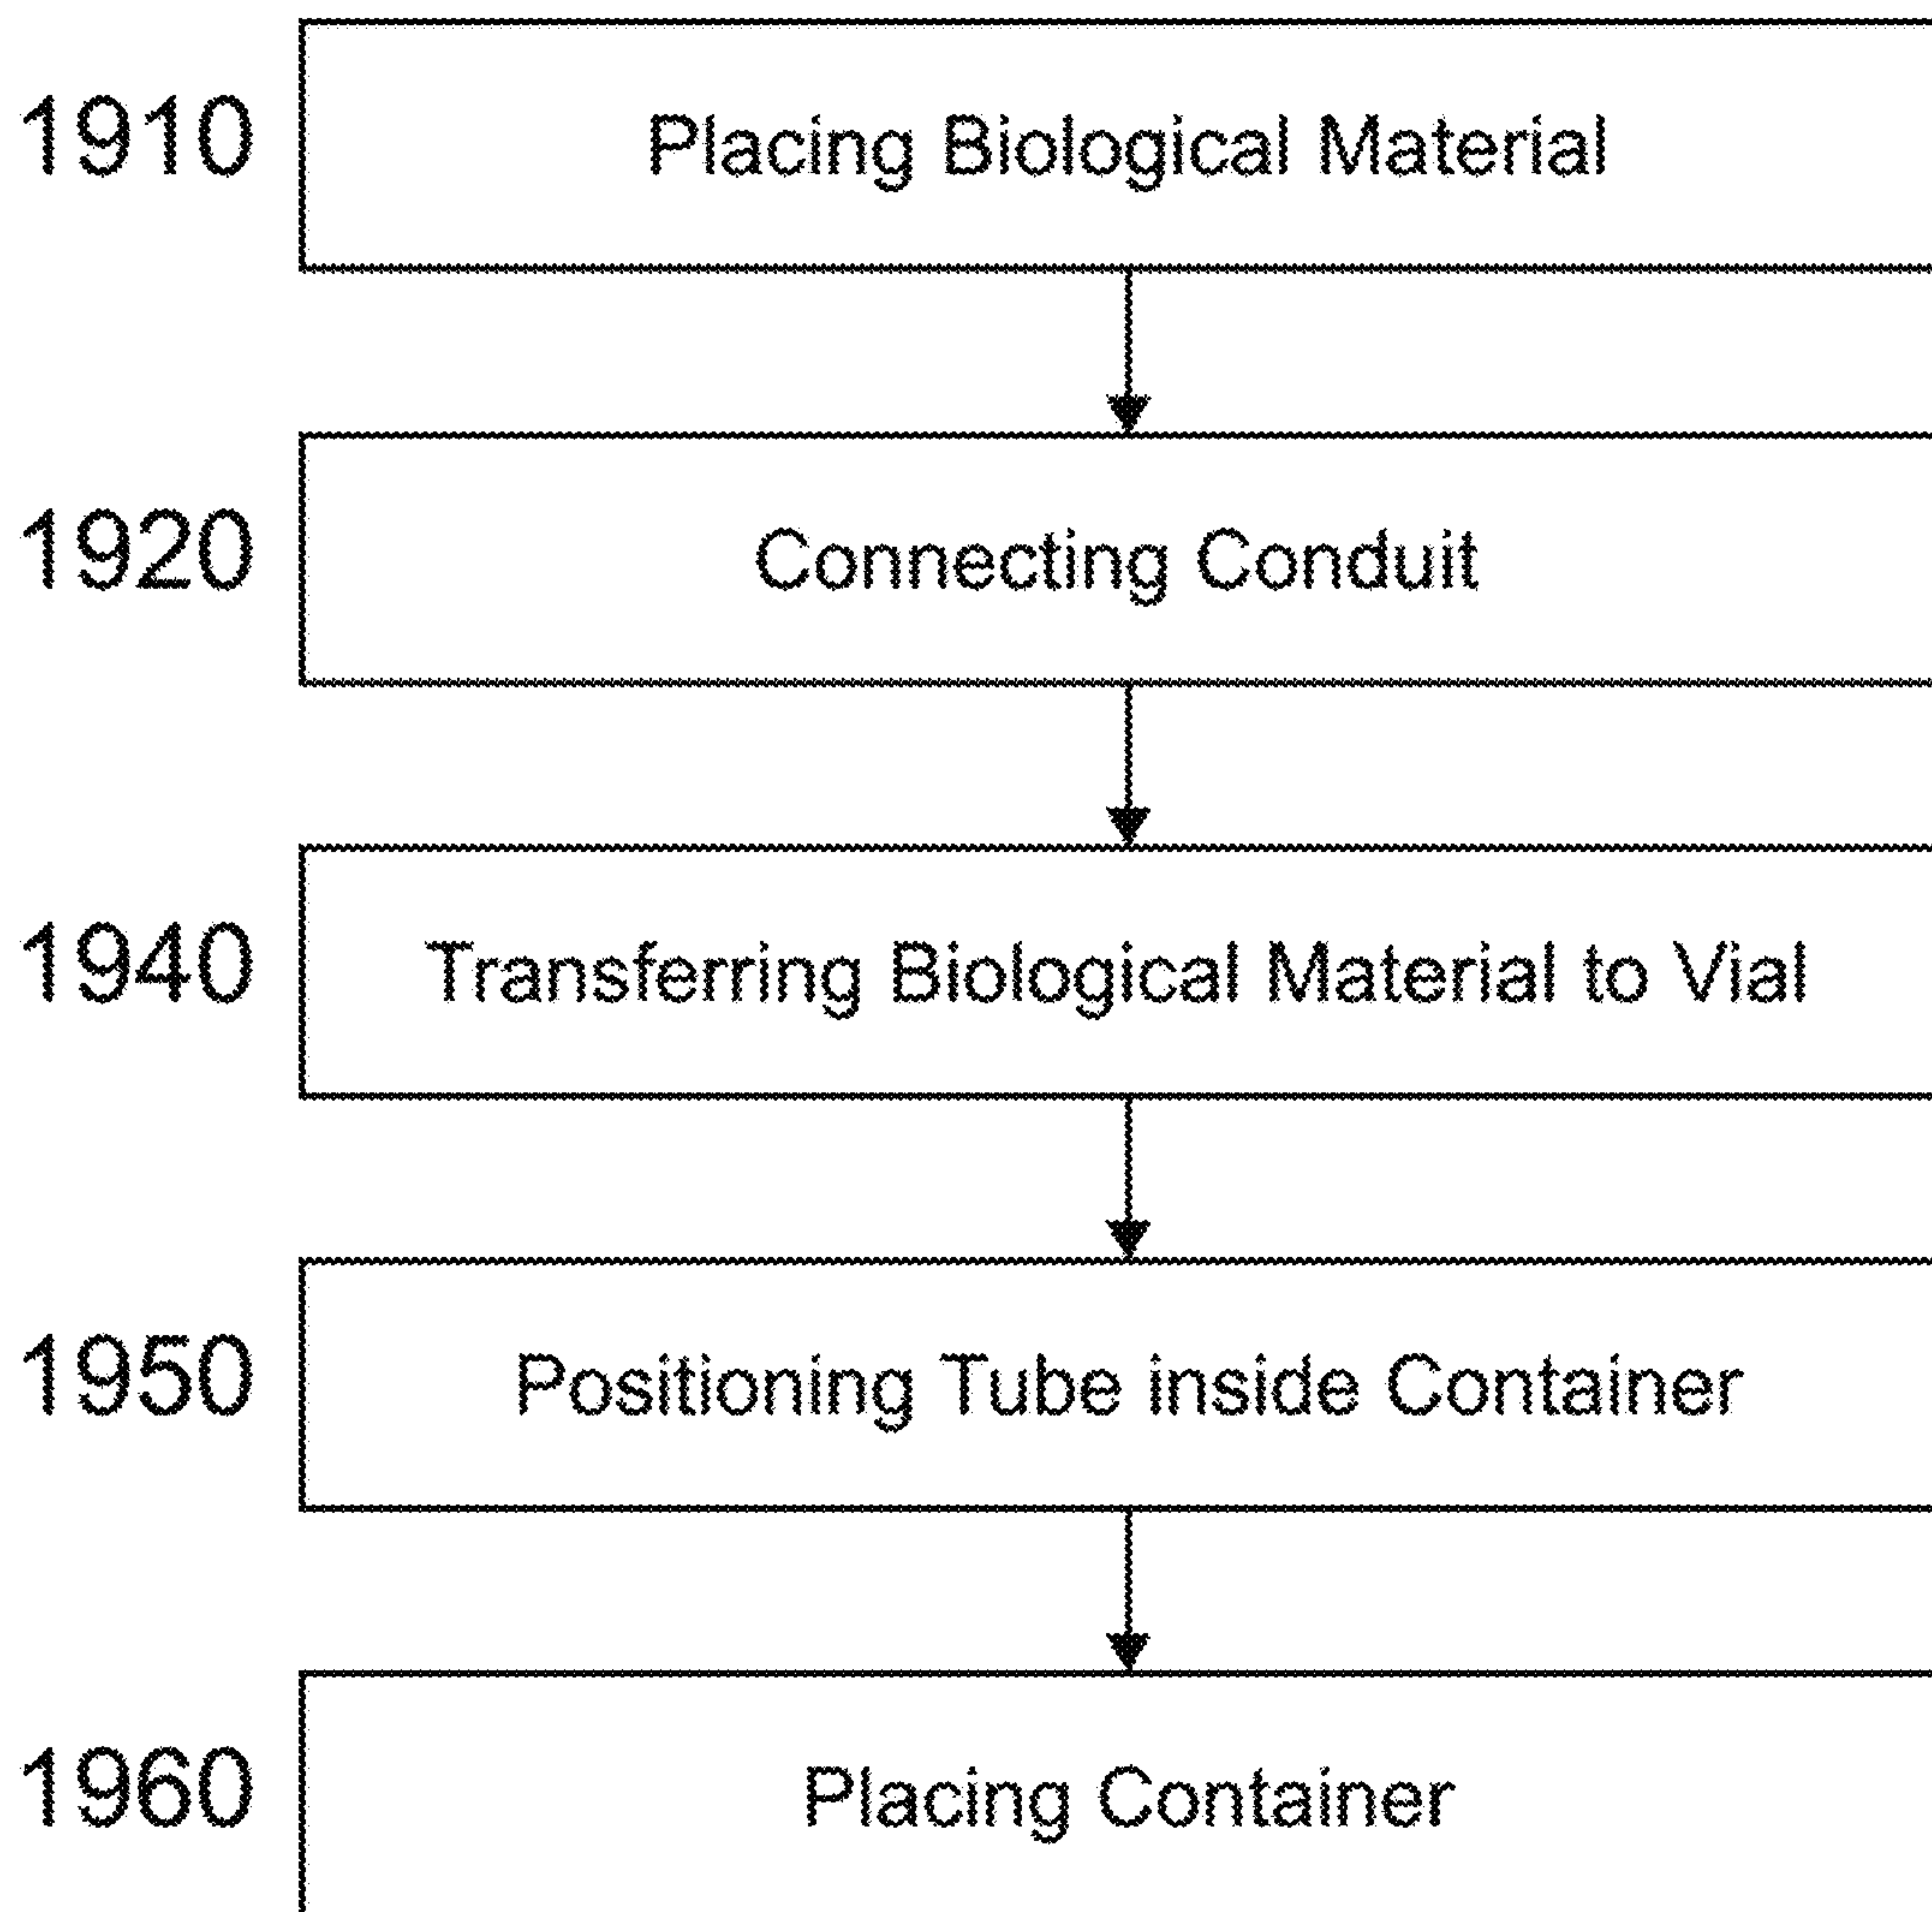 1910 Placing Biological Material
1920 Connecting Conduit
1940 Transferring Biological Material to Vial
1950 Positioning Tube inside Container
1960 Placing Container